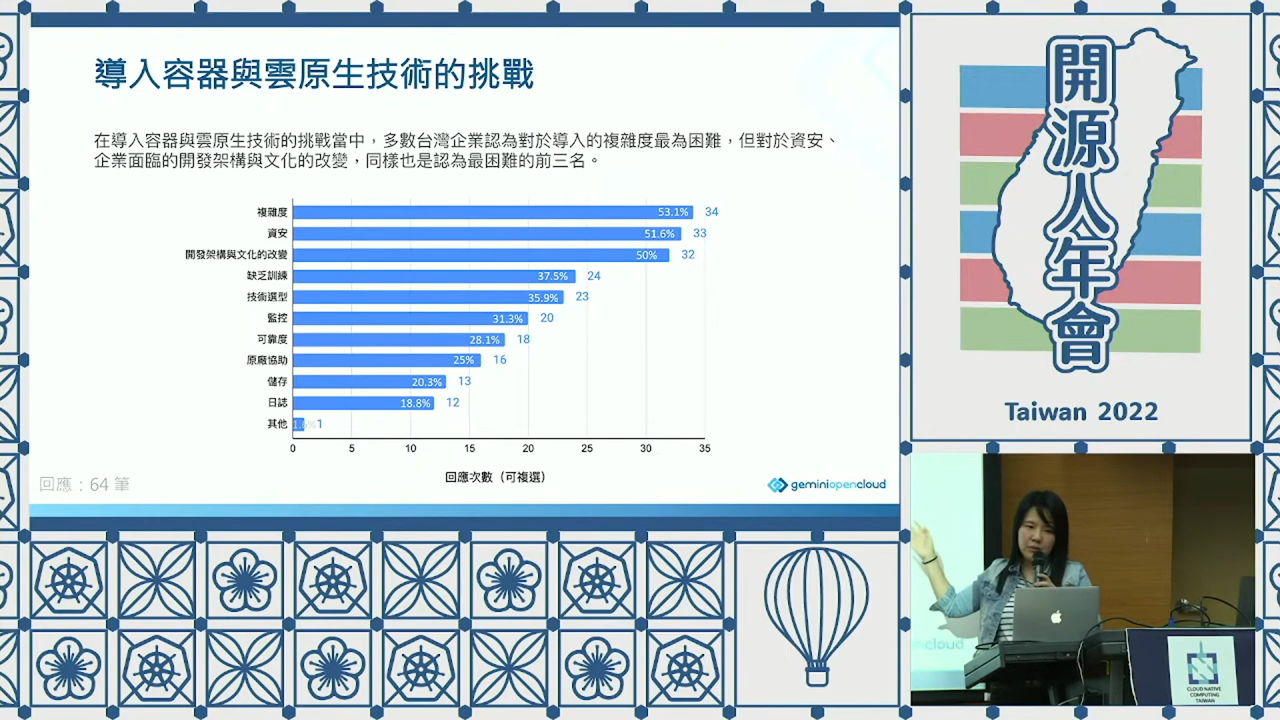 導入容器與雲原生技術的挑戰
在導入容器與雲原生技術的挑戰當中，多數台灣企業認為對於導入的複雜度最為困難，但對於資安、
企業面臨的開發架構與文化的改變，同樣也是認為最困難的前三名。
複雜度 53.1% 34
資安 51.6% 33
開發架構與文化的改變 50% 32
缺乏訓練 37.5% 24
技術選型 35.9% 23
監控 31.3% 20
可靠度 28.1% 18
原廠協助 25% 16
儲存 20.3% 13
日誌 18.8% 12
其他 1
0 5 10 15 20 25 30 35
回應次數（可複選）
回應：64 筆
geminiopencloud
開源人年會
Taiwan 2022
cloud
CLOUD NATIVE
COMPUTING
TAIWAN